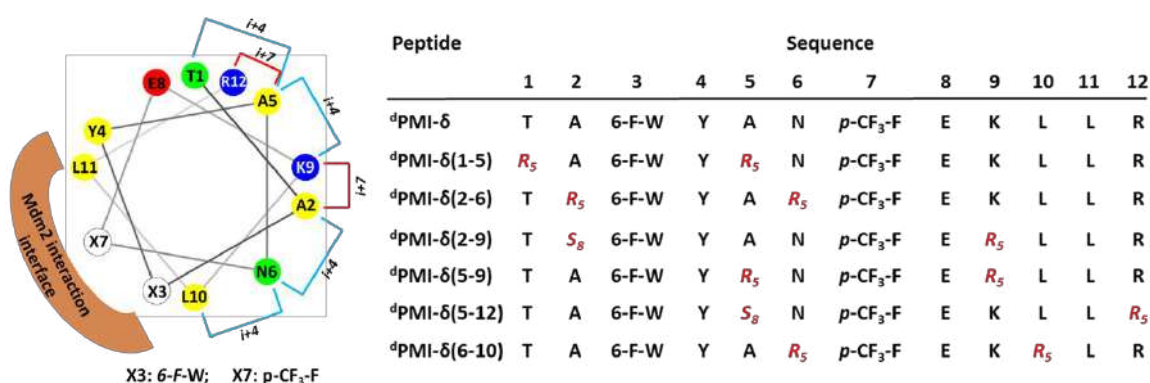 i+4
i+7
E8
T1
R12
A5
i+4
Y4
L11
K9
i+7
A2
X7
N6
i+4
X3
L10
i+4
Mdm2 interaction
interface
X3: 6-F-W; X7: p-CF₃-F
Peptide Sequence
1 2 3 4 5 6 7 8 9 10 11 12
ᵈPMI-δ T A 6-F-W Y A N p-CF₃-F E K L L R
ᵈPMI-δ(1-5) R₅ A 6-F-W Y R₅ N p-CF₃-F E K L L R
ᵈPMI-δ(2-6) T R₅ 6-F-W Y A R₅ p-CF₃-F E K L L R
ᵈPMI-δ(2-9) T S₈ 6-F-W Y A N p-CF₃-F E R₅ L L R
ᵈPMI-δ(5-9) T A 6-F-W Y R₅ N p-CF₃-F E R₅ L L R
ᵈPMI-δ(5-12) T A 6-F-W Y S₈ N p-CF₃-F E K L L R₅
ᵈPMI-δ(6-10) T A 6-F-W Y A R₅ p-CF₃-F E K R₅ L R